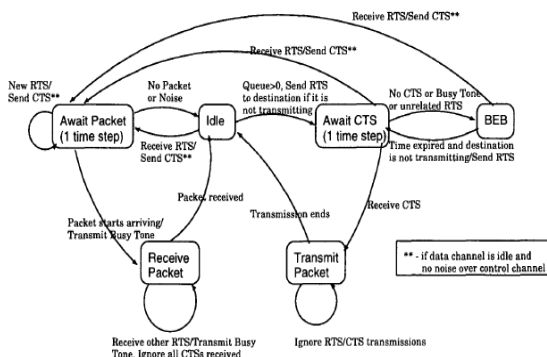 Receive RTS/Send CTS**
Receive RTS/Send CTS**
New RTS/
Send CTS**
No Packet
or Noise
Queue>0, Send RTS
to destination if it is
not transmitting
No CTS or Busy Tone
or unrelated RTS
Await Packet
(1 time step)
Idle
Await CTS
(1 time step)
BEB
Receive RTS/
Send CTS**
Time expired and destination
is not transmitting/Send RTS
Packet received
Packet starts arriving/
Transmit Busy Tone
Transmission ends
Receive CTS
Receive
Packet
Transmit
Packet
** - if data channel is idle and
no noise over control channel
Receive other RTS/Transmit Busy
Tone, Ignore all CTSs received
Ignore RTS/CTS transmissions